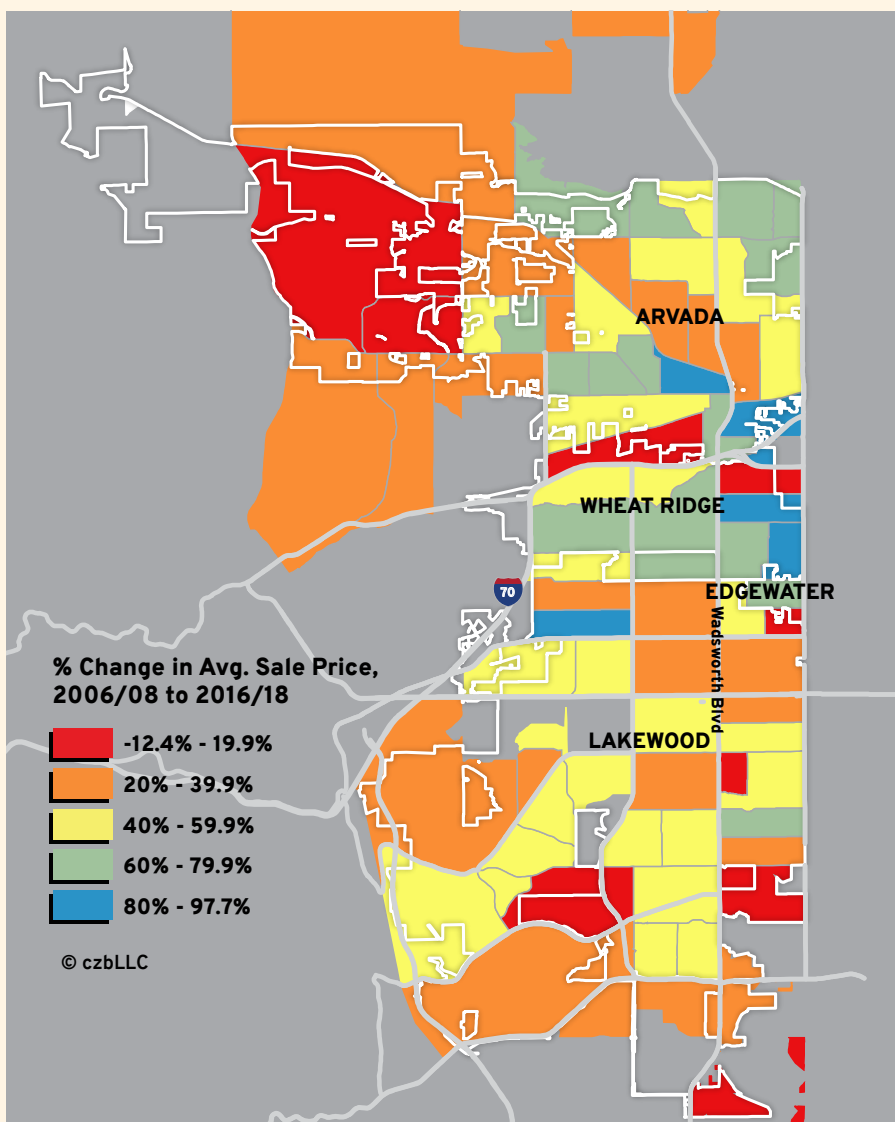 ARVADA
WHEAT RIDGE
70
EDGEWATER
Wadsworth Blvd
LAKEWOOD
% Change in Avg. Sale Price,
2006/08 to 2016/18
-12.4% - 19.9%
20% - 39.9%
40% - 59.9%
60% - 79.9%
80% - 97.7%
© czbLLC